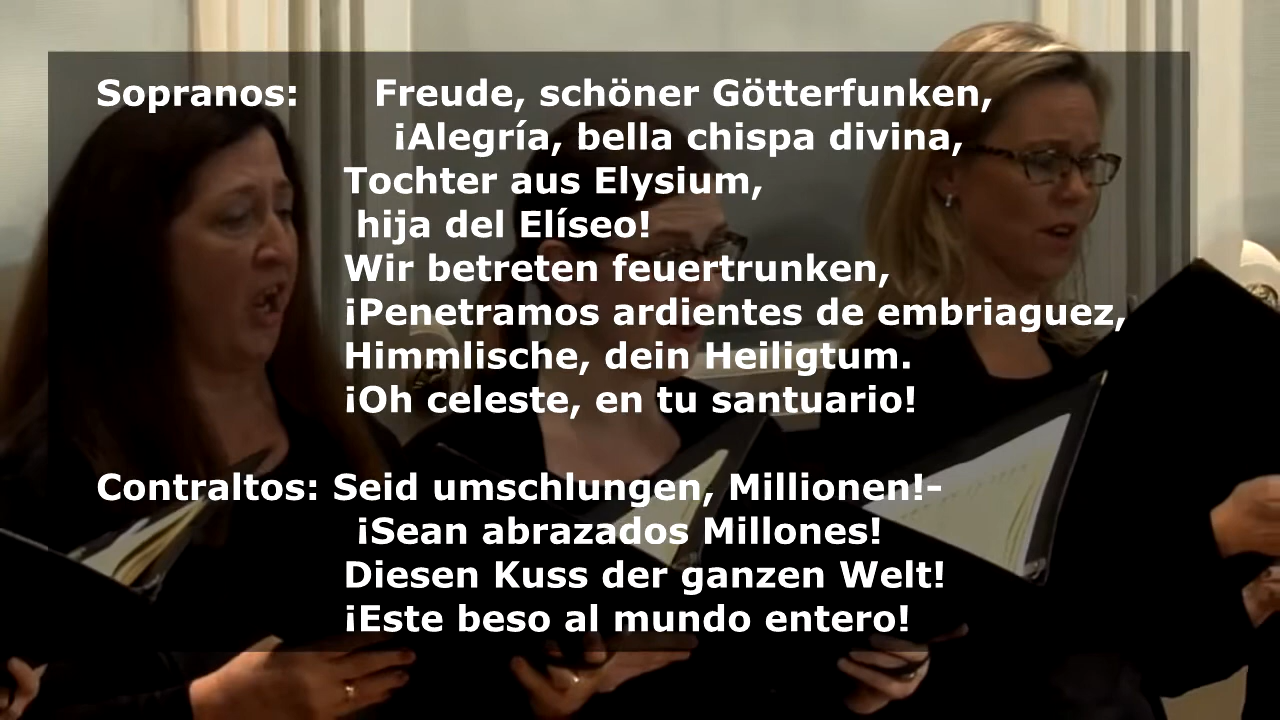 Sopranos: Freude, schöner Götterfunken,
¡Alegría, bella chispa divina,
Tochter aus Elysium,
hija del Elíseo!
Wir betreten feuertrunken,
¡Penetramos ardientes de embriaguez,
Himmlische, dein Heiligtum.
¡Oh celeste, en tu santuario!
Contraltos: Seid umschlungen, Millionen!-
¡Sean abrazados Millones!
Diesen Kuss der ganzen Welt!
¡Este beso al mundo entero!